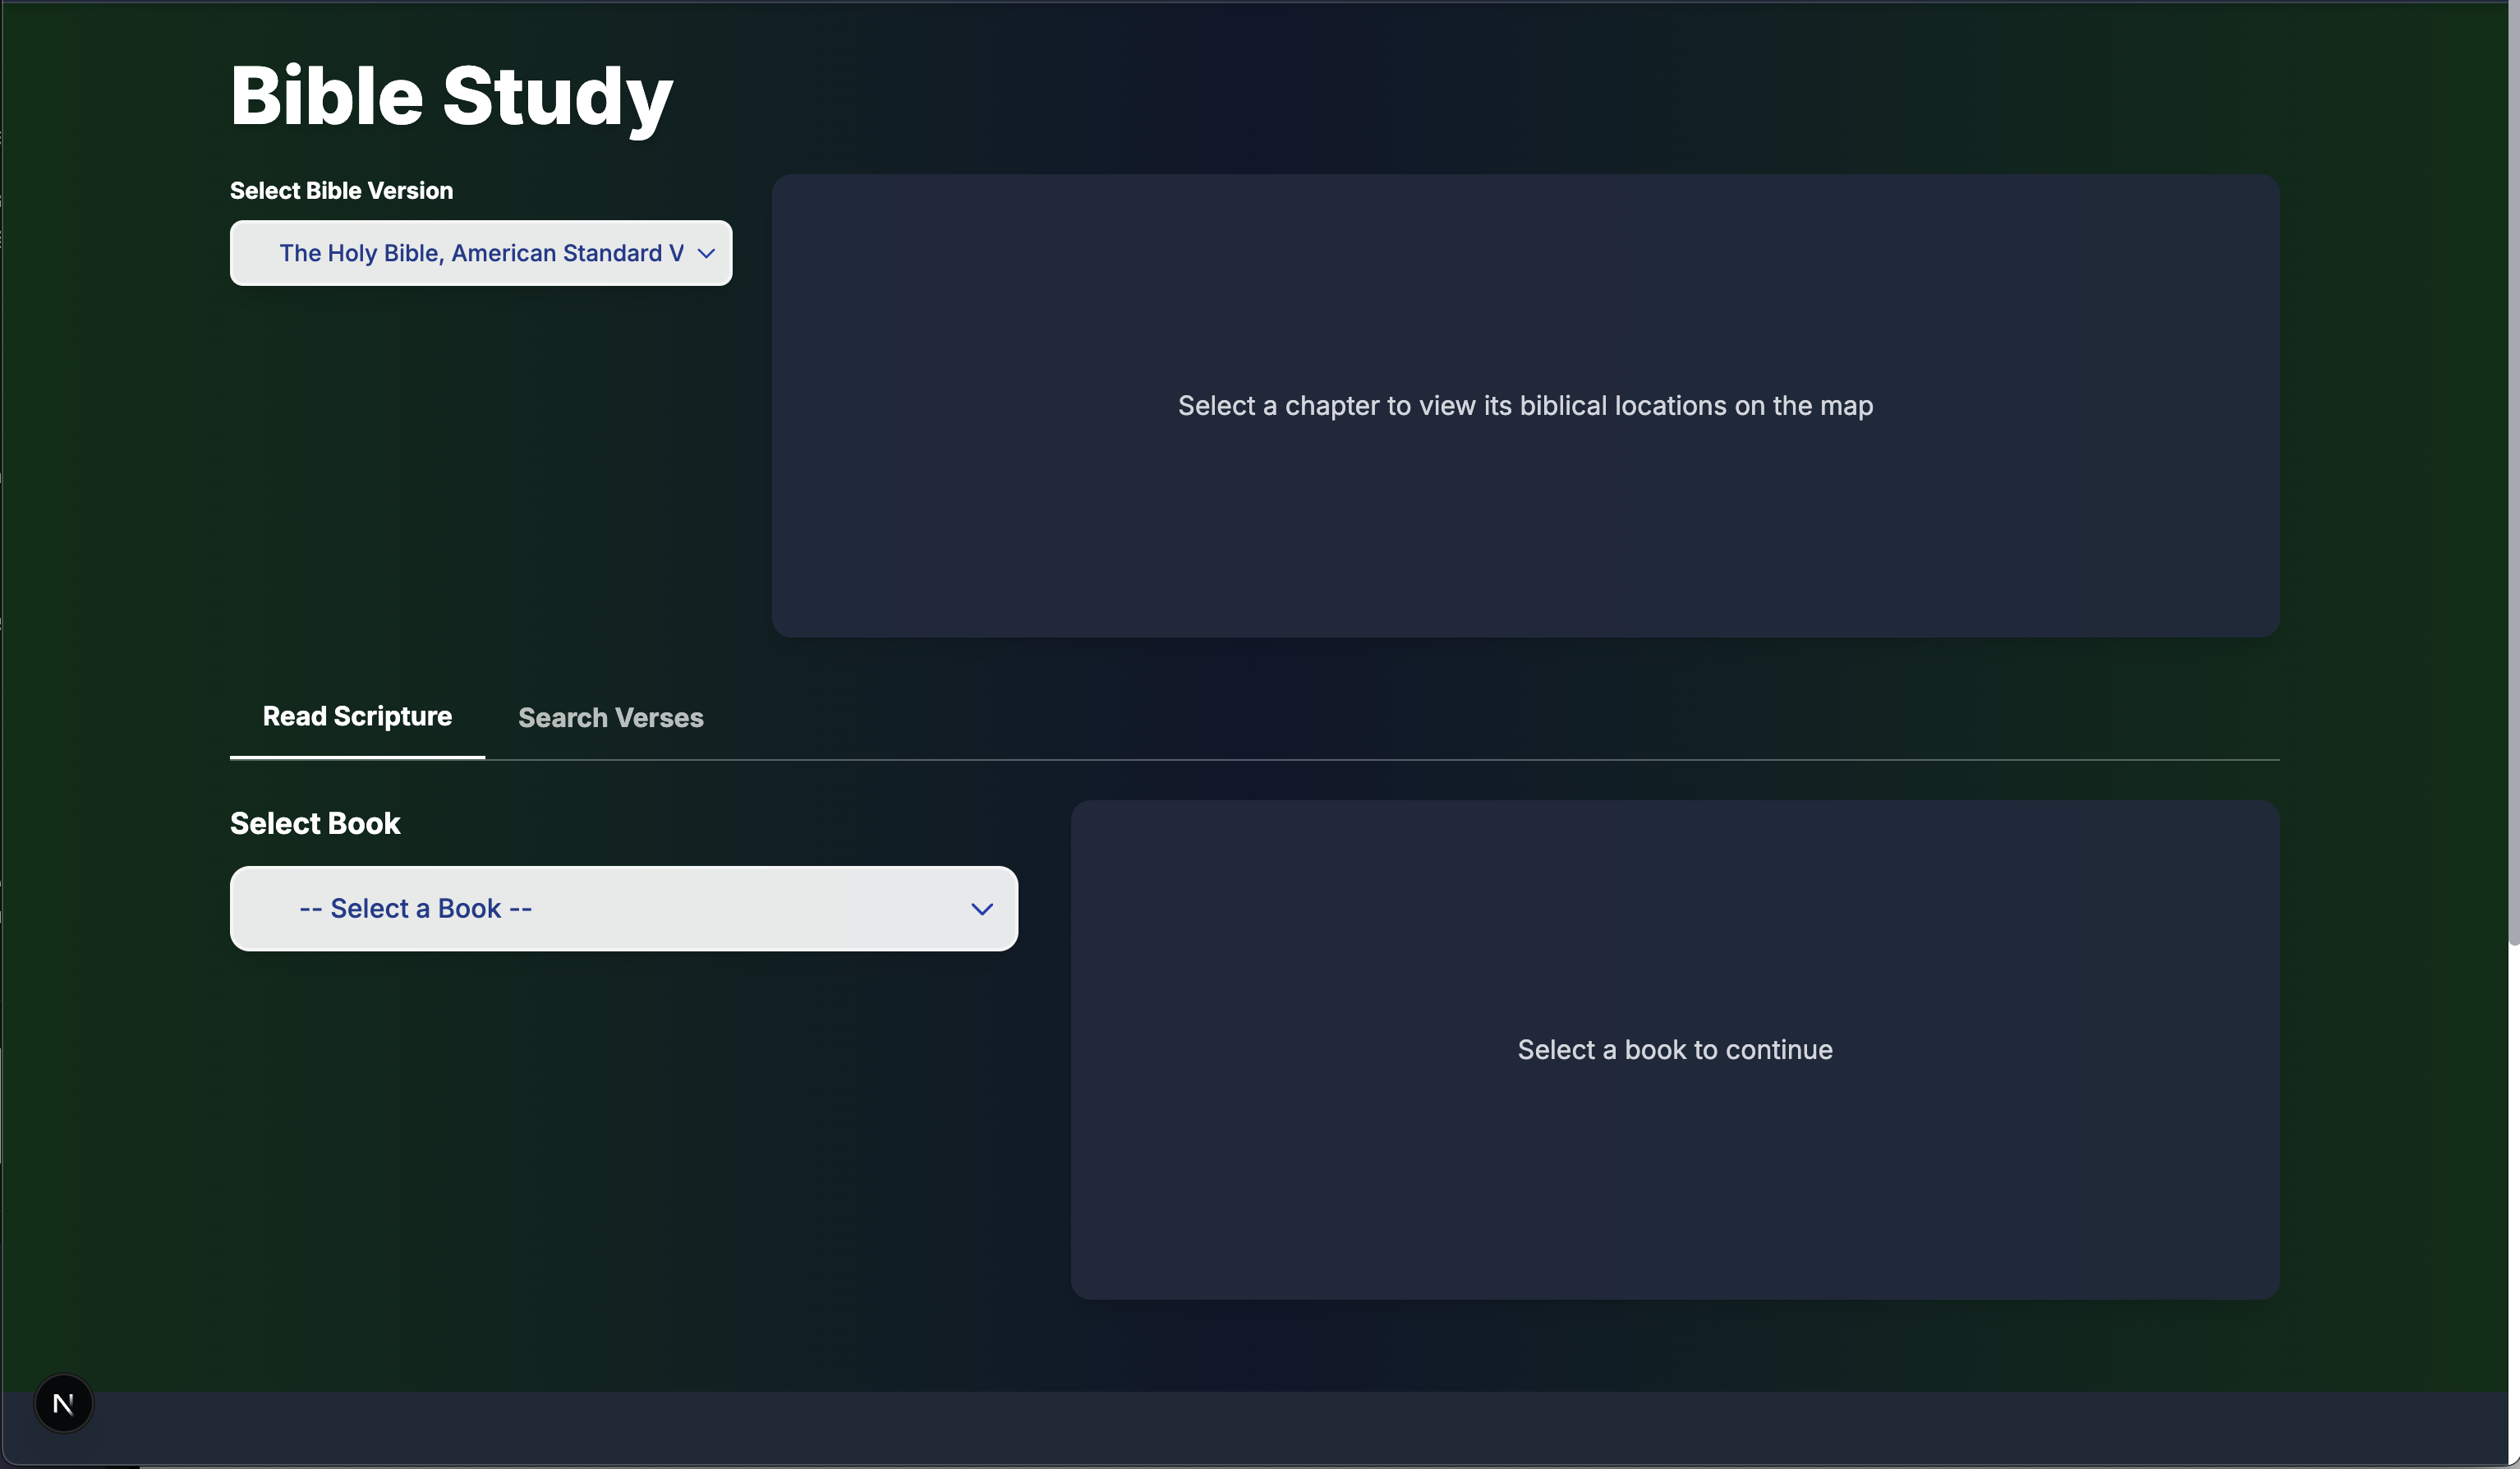 Bible Study
Select Bible Version
The Holy Bible, American Standard V
Select a chapter to view its biblical locations on the map
Read Scripture
Search Verses
Select Book
-- Select a Book --
Select a book to continue
N